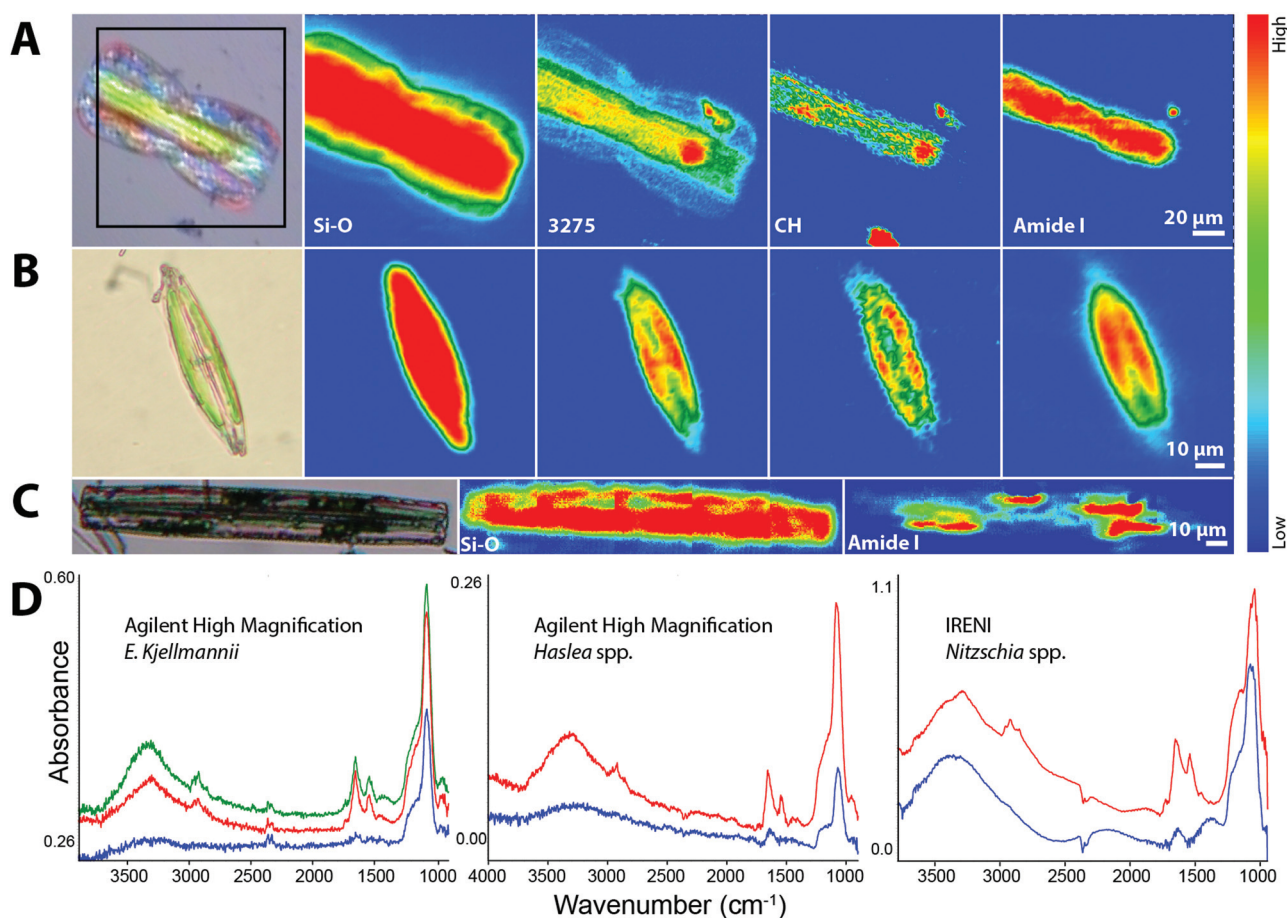 A
Si-O
3275
CH
Amide I
20 µm
High
B
10 µm
C
Si-O
Amide I
10 µm
Low
D
Absorbance
0.60
0.26
Agilent High Magnification
E. Kjellmannii
3500 3000 2500 2000 1500 1000
0.26
0.00
Agilent High Magnification
Haslea spp.
4000 3500 3000 2500 2000 1500 1000
1.1
0.0
IRENI
Nitzschia spp.
3500 3000 2500 2000 1500 1000
Wavenumber (cm-1)